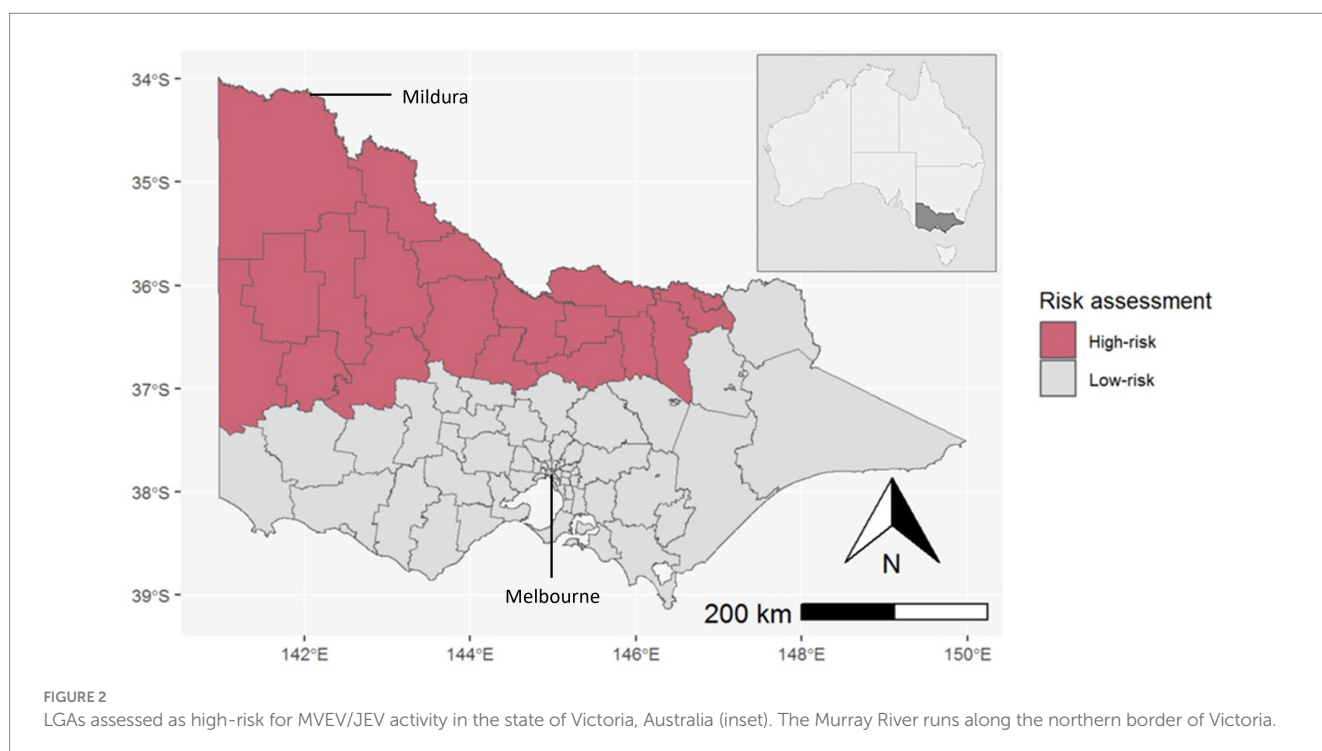 34°S
35°S
36°S
37°S
38°S
39°S
Mildura
Melbourne
N
200 km
142°E 144°E 146°E 148°E 150°E
Risk assessment
High-risk
Low-risk
FIGURE 2
LGAs assessed as high-risk for MVEV/JEV activity in the state of Victoria, Australia (inset). The Murray River runs along the northern border of Victoria.